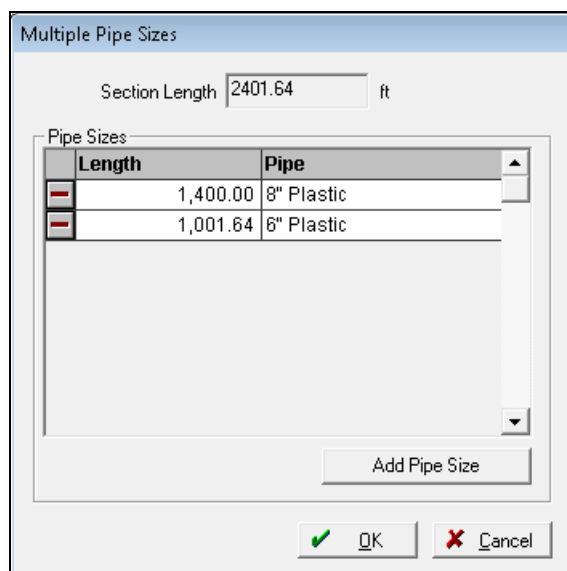 Multiple Pipe Sizes
Section Length 2401.64 ft
Pipe Sizes
Length Pipe
1,400.00 8" Plastic
1,001.64 6" Plastic
Add Pipe Size
OK Cancel